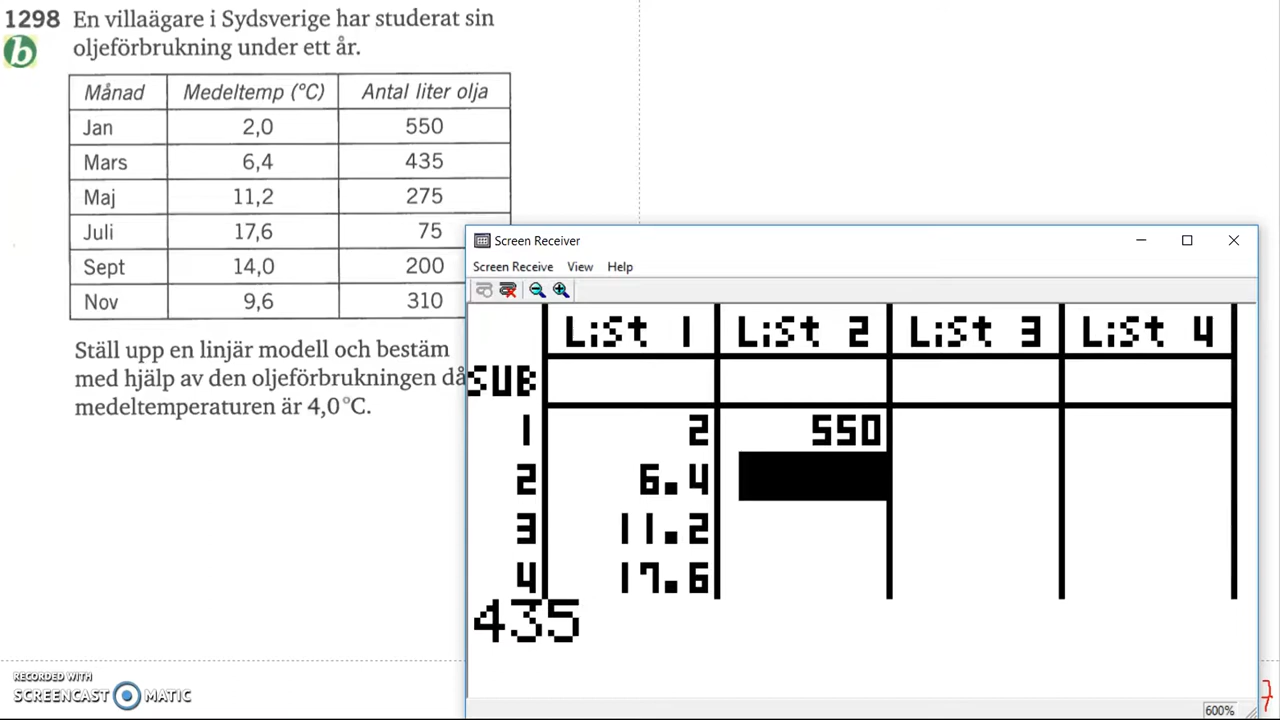 1298 En villaägare i Sydsverige har studerat sin
b oljeförbrukning under ett år.
Månad Medeltemp (°C) Antal liter olja
Jan 2,0 550
Mars 6,4 435
Maj 11,2 275
Juli 17,6 75
Sept 14,0 200
Nov 9,6 310
Ställ upp en linjär modell och bestäm
med hjälp av den oljeförbrukningen då
medeltemperaturen är 4,0 °C.
Screen Receiver
Screen Receive View Help
List 1 List 2 List 3 List 4
SUB
1 2 550
2 6.4
3 11.2
4 17.6
435
600%
RECORDED WITH
SCREENCAST MATIC